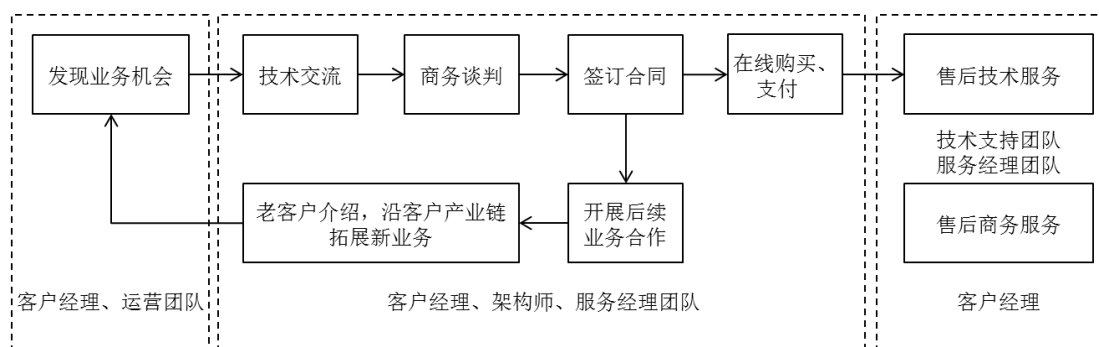 发现业务机会
技术交流
商务谈判
签订合同
在线购买、
支付
售后技术服务
技术支持团队
服务经理团队
老客户介绍，沿客户产业链
拓展新业务
开展后续
业务合作
售后商务服务
客户经理、运营团队
客户经理、架构师、服务经理团队
客户经理